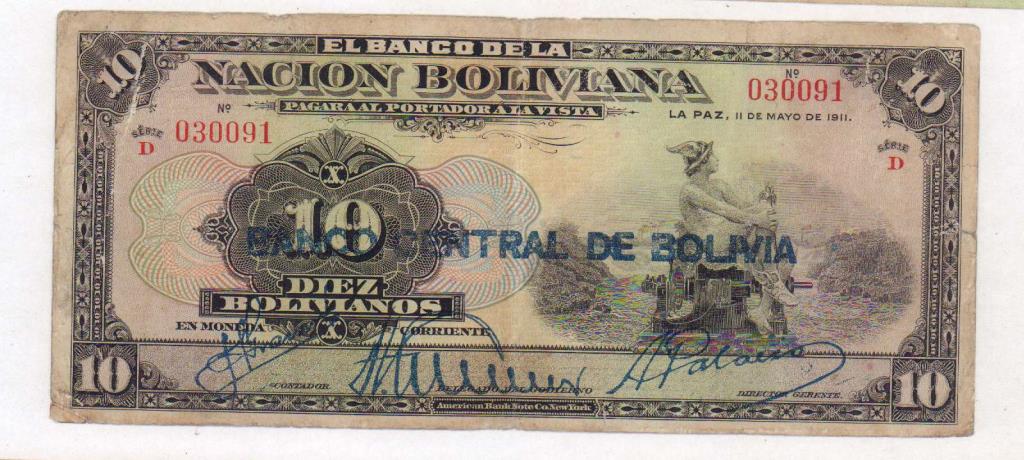 10
EL BANCO DE LA
10
NACION BOLIVIANA
Nº
030091
PAGARA AL PORTADOR A LA VISTA
Nº
030091
LA PAZ, 11 DE MAYO DE 1911.
SÉRIE
D
SÉRIE
D
X
10
BANCO CENTRAL DE BOLIVIA
DIEZ
BOLIVIANOS
EN MONEDA X CORRIENTE
10
CONTADOR.
DELEGADO DEL GOBIERNO
DIRECTOR GERENTE.
10
American Bank Note Co. New York